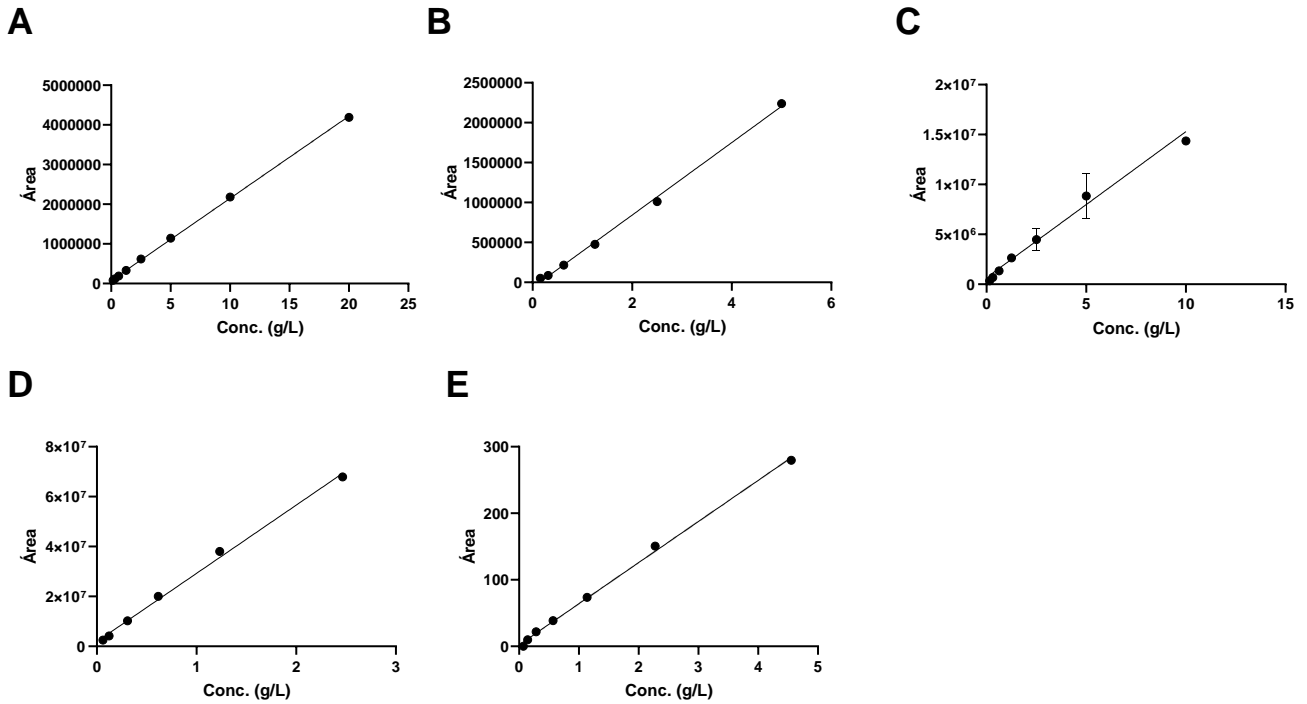 A
B
C
5000000
4000000
3000000
2000000
1000000
0
Área
0 5 10 15 20 25
Conc. (g/L)
2500000
2000000
1500000
1000000
500000
0
Área
0 2 4 6
Conc. (g/L)
2×10⁷
1.5×10⁷
1×10⁷
5×10⁶
0
Área
0 5 10 15
Conc. (g/L)
D
E
8×10⁷
6×10⁷
4×10⁷
2×10⁷
0
Área
0 1 2 3
Conc. (g/L)
300
200
100
0
Área
0 1 2 3 4 5
Conc. (g/L)